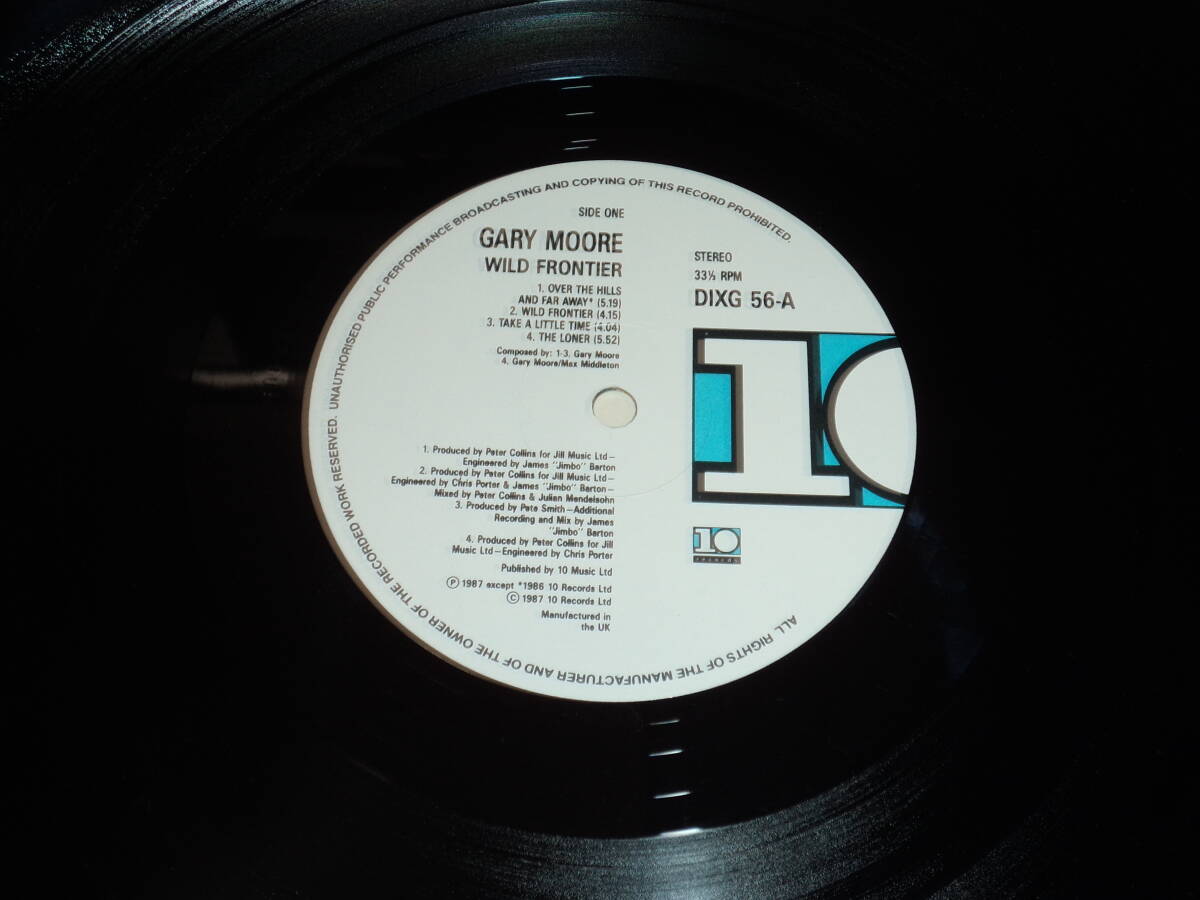 UNAUTHORISED PUBLIC PERFORMANCE BROADCASTING AND COPYING OF THIS RECORD PROHIBITED.
SIDE ONE
GARY MOORE
WILD FRONTIER
1. OVER THE HILLS
AND FAR AWAY* (5.19)
2. WILD FRONTIER (4.15)
3. TAKE A LITTLE TIME (4.04)
4. THE LONER (5.52)
Composed by: 1-3. Gary Moore
4. Gary Moore/Max Middleton
STEREO
33⅓ RPM
DIXG 56-A
10
1. Produced by Peter Collins for Jill Music Ltd—
Engineered by James "Jimbo" Barton
2. Produced by Peter Collins for Jill Music Ltd—
Engineered by Chris Porter & James "Jimbo" Barton—
Mixed by Peter Collins & Julian Mendelsohn
3. Produced by Pete Smith—Additional
Recording and Mix by James
"Jimbo" Barton
4. Produced by Peter Collins for Jill
Music Ltd—Engineered by Chris Porter
Published by 10 Music Ltd
℗ 1987 except *1986 10 Records Ltd
© 1987 10 Records Ltd
Manufactured in
the UK
10
records
ALL RIGHTS OF THE MANUFACTURER AND OF THE OWNER OF THE RECORDED WORK RESERVED.